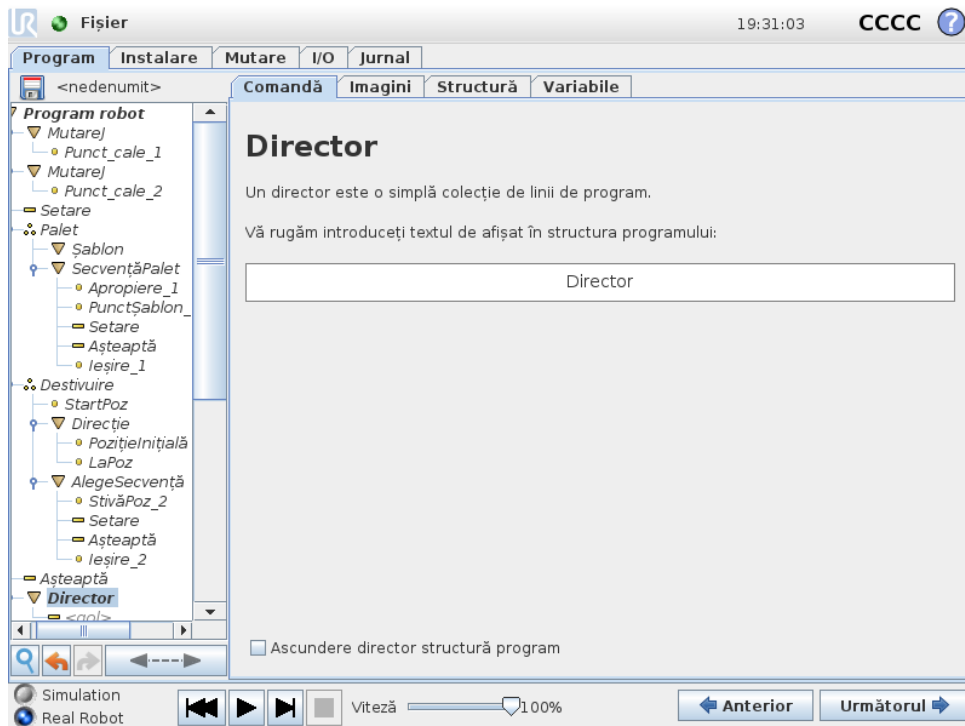 UR Fișier 19:31:03 CCCC ?
Program Instalare Mutare I/O Jurnal
<nedenumit>
Comandă Imagini Structură Variabile
Program robot
MutareJ
Punct_cale_1
MutareJ
Punct_cale_2
Setare
Palet
Șablon
SecvențăPalet
Apropiere_1
PunctȘablon_
Setare
Așteaptă
Ieșire_1
Destivuire
StartPoz
Direcție
PozițieInițială
LaPoz
AlegeSecvență
StivăPoz_2
Setare
Așteaptă
Ieșire_2
Așteaptă
Director
<gol>
Director
Un director este o simplă colecție de linii de program.
Vă rugăm introduceți textul de afișat în structura programului:
Director
Ascundere director structură program
Simulation
Real Robot
Viteză 100%
Anterior Următorul